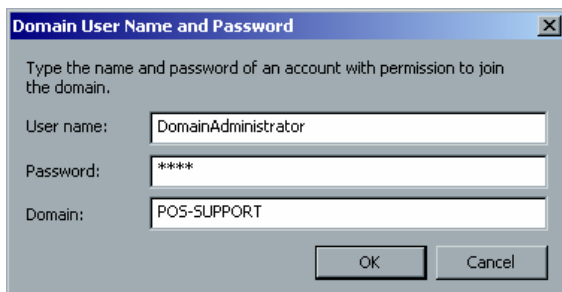 Domain User Name and Password
Type the name and password of an account with permission to join
the domain.
User name: DomainAdministrator
Password: ****
Domain: POS-SUPPORT
OK Cancel